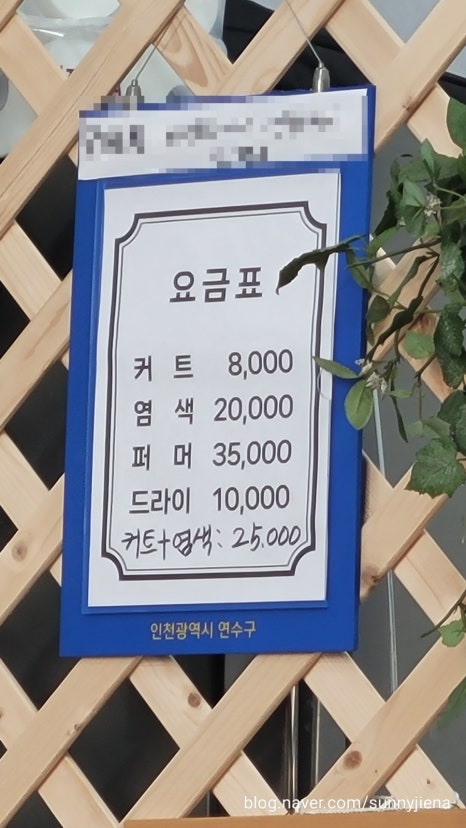 요금표
커 트 8,000
염 색 20,000
퍼 머 35,000
드라이 10,000
커트+염색: 25.000
인천광역시 연수구
blog.naver.com/sunnyjiena